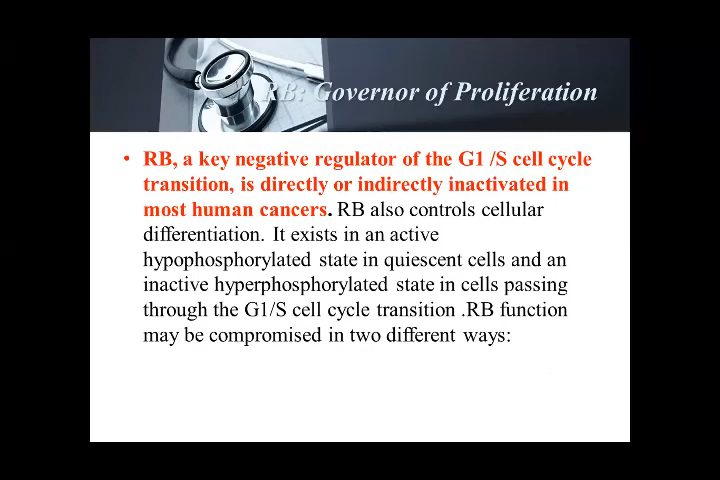 RB: Governor of Proliferation
• RB, a key negative regulator of the G1 /S cell cycle
transition, is directly or indirectly inactivated in
most human cancers. RB also controls cellular
differentiation. It exists in an active
hypophosphorylated state in quiescent cells and an
inactive hyperphosphorylated state in cells passing
through the G1/S cell cycle transition .RB function
may be compromised in two different ways: